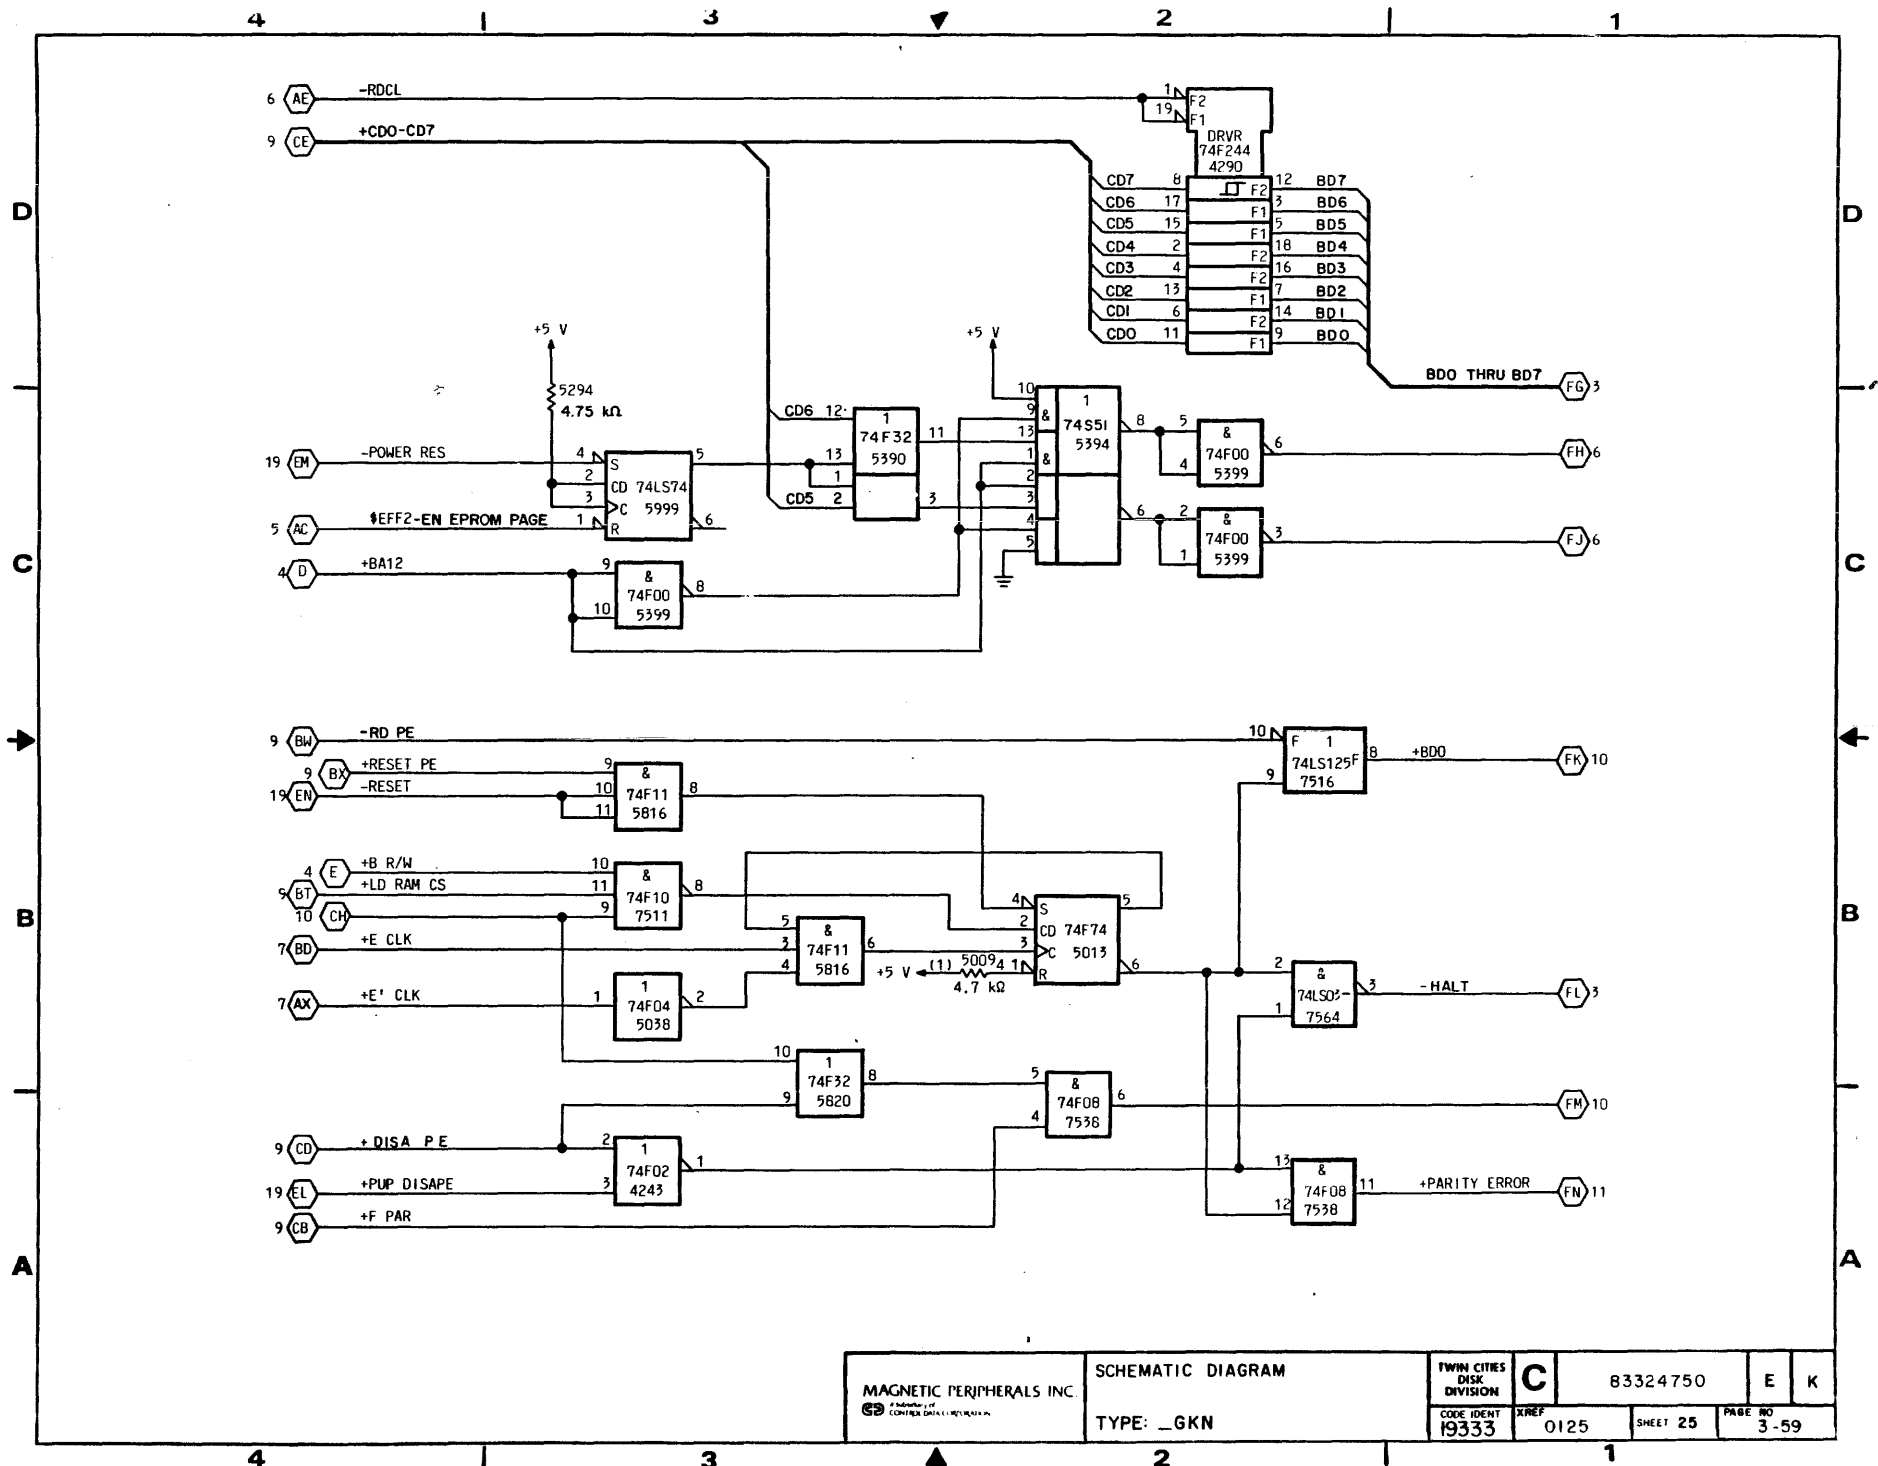 4 3 2 1
6 AE -RDCL
1 F2
19 F1
9 CE +CD0-CD7
DRVR
74F244
4290
CD7 8 F2 12 BD7
CD6 17 F1 3 BD6
CD5 15 F1 5 BD5
CD4 2 F2 18 BD4
CD3 4 F2 16 BD3
CD2 13 F1 7 BD2
CD1 6 F2 14 BD1
CD0 11 F1 9 BD0
D D
BD0 THRU BD7 FG 3
+5 V
5294
4.75 kΩ
+5 V
19 EM -POWER RES
4 S 5
2 CD 74LS74
3 C 5999
1 R 6
5 AC $EFF2-EN EPROM PAGE
CD6 12 1
74F32 11
13 5390
1
CD5 2 3
10 1
9 &
13 74S51 8
1 & 5394
2
3
4 6
5
5 &
74F00 6
4 5399
FH 6
2 &
74F00 3
1 5399
FJ 6
C C
4 D +BA12
9 &
74F00 8
10 5399
9 BW -RD PE
10 F 1
74LS125 F 8
9 7516
+BD0 FK 10
9 BX +RESET PE
19 EN -RESET
9 &
10 74F11 8
11 5816
4 E +B R/W
9 BT +LD RAM CS
10 CH
10 &
11 74F10 8
9 7511
B B
7 BD +E CLK
5 &
3 74F11 6
4 5816
4 S 5
2 CD 74F74
3 C 5013
1 R 6
+5 V (1) 5009 4
4.7 kΩ
7 AX +E' CLK
1 1
74F04 2
5038
2 &
74LS03 3
1 7564
-HALT FL 3
10 1
74F32 8
9 5820
5 &
74F08 6
4 7538
FM 10
9 CD +DISA PE
2 1
74F02 1
3 4243
19 EL +PUP DISAPE
9 CB +F PAR
13 &
74F08 11
12 7538
+PARITY ERROR FN 11
A A
MAGNETIC PERIPHERALS INC
a subsidiary of
CONTROL DATA CORPORATION
SCHEMATIC DIAGRAM
TYPE: _GKN
TWIN CITIES
DISK
DIVISION
C 83324750 E K
CODE IDENT
19333
XREF
0125
SHEET 25
PAGE NO
3-59
4 3 2 1